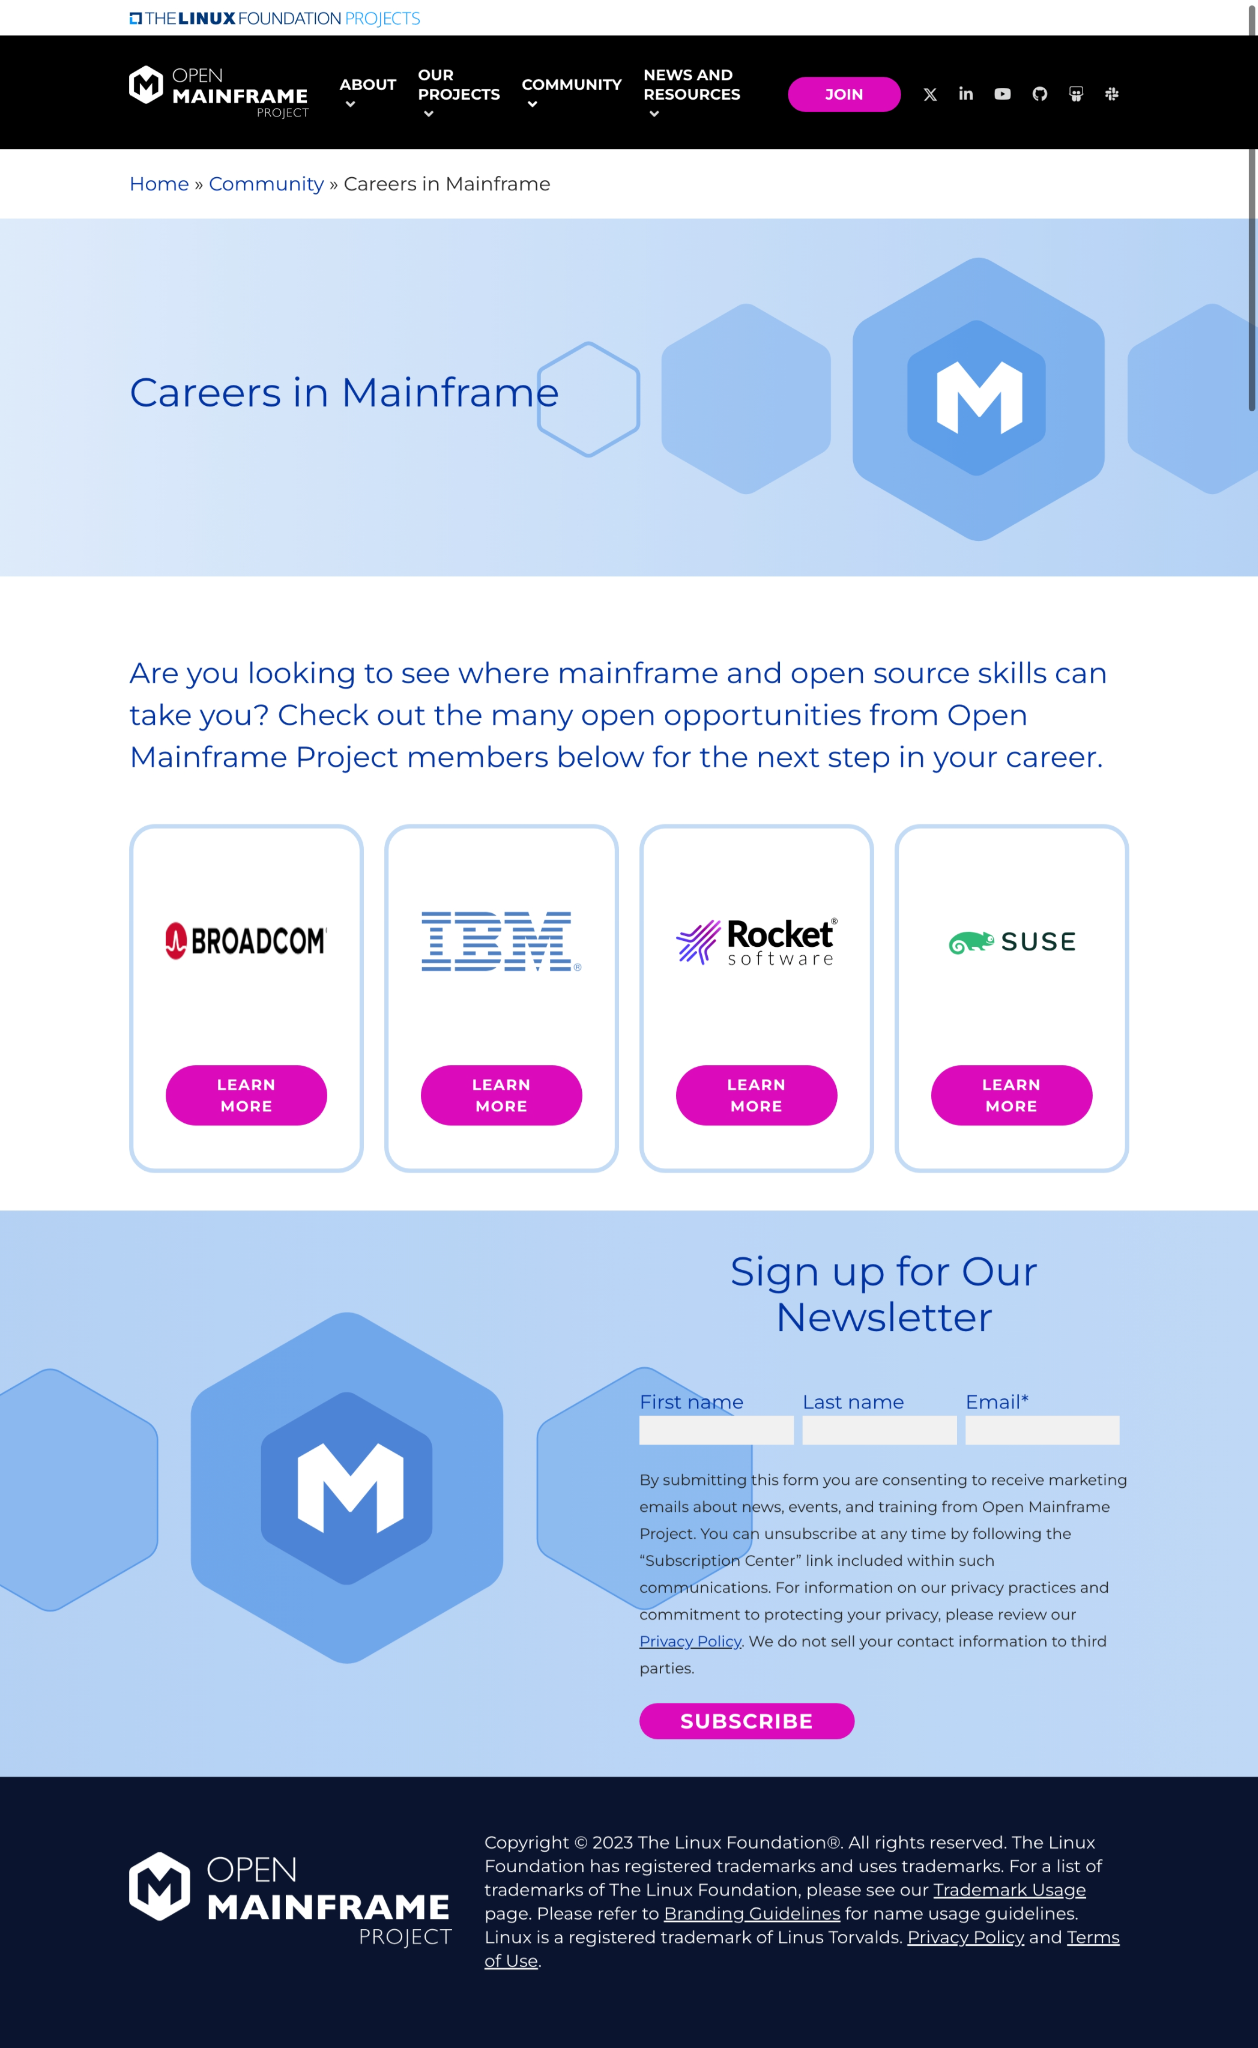 THE LINUX FOUNDATION PROJECTS
OPEN
MAINFRAME
PROJECT
ABOUT
OUR
PROJECTS
COMMUNITY
NEWS AND
RESOURCES
JOIN
Home » Community » Careers in Mainframe
Careers in Mainframe
Are you looking to see where mainframe and open source skills can
take you? Check out the many open opportunities from Open
Mainframe Project members below for the next step in your career.
BROADCOM
IBM®
Rocket®
software
SUSE
LEARN
MORE
LEARN
MORE
LEARN
MORE
LEARN
MORE
Sign up for Our
Newsletter
First name Last name Email*
By submitting this form you are consenting to receive marketing
emails about news, events, and training from Open Mainframe
Project. You can unsubscribe at any time by following the
“Subscription Center” link included within such
communications. For information on our privacy practices and
commitment to protecting your privacy, please review our
Privacy Policy. We do not sell your contact information to third
parties.
SUBSCRIBE
OPEN
MAINFRAME
PROJECT
Copyright © 2023 The Linux Foundation®. All rights reserved. The Linux
Foundation has registered trademarks and uses trademarks. For a list of
trademarks of The Linux Foundation, please see our Trademark Usage
page. Please refer to Branding Guidelines for name usage guidelines.
Linux is a registered trademark of Linus Torvalds. Privacy Policy and Terms
of Use.